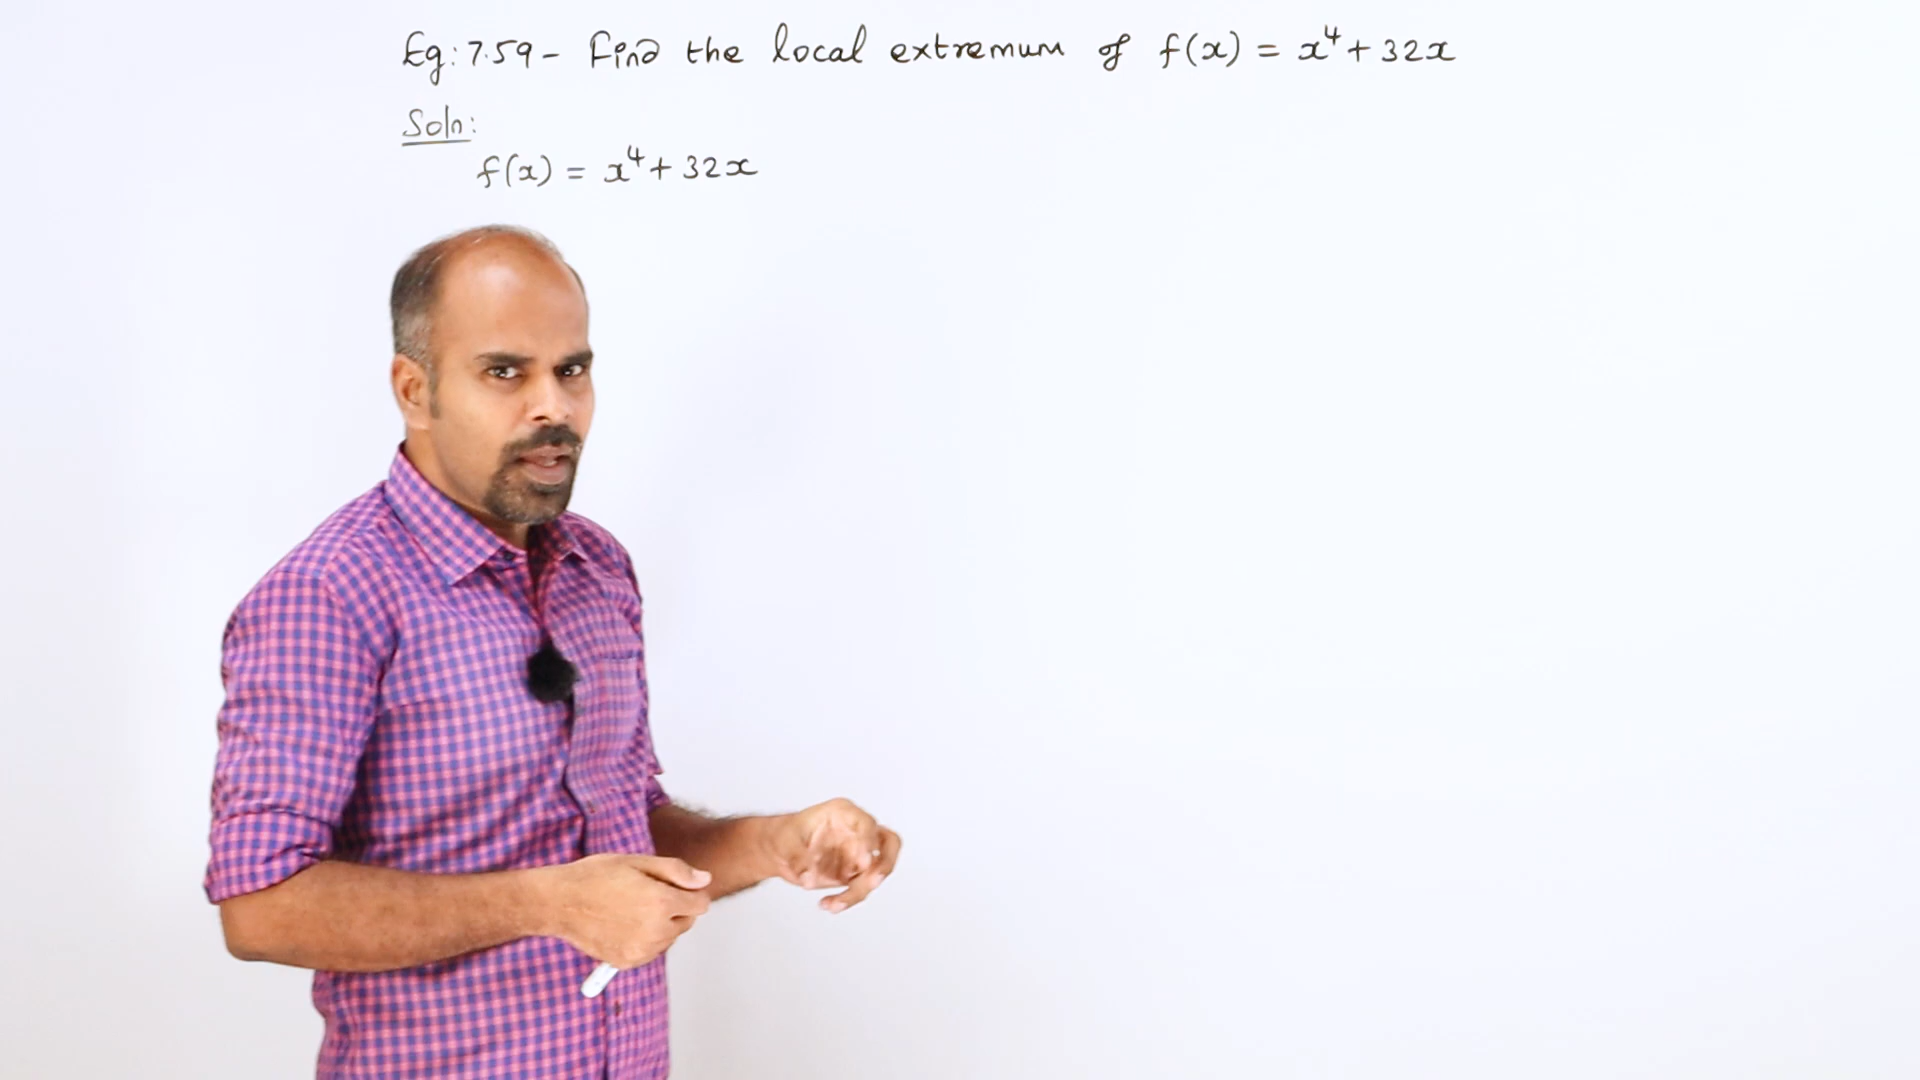 Eg: 7.59 - Find the local extremum of f(x) = x⁴ + 32x
Soln:
f(x) = x⁴ + 32x